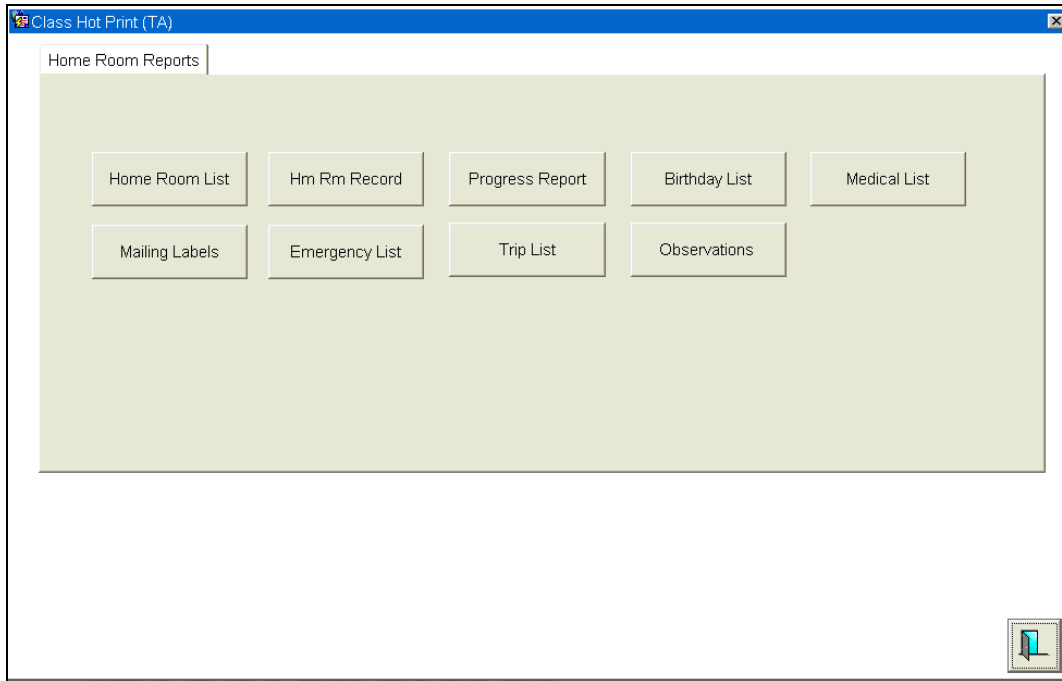 Class Hot Print (TA)
Home Room Reports
Home Room List Hm Rm Record Progress Report Birthday List Medical List
Mailing Labels Emergency List Trip List Observations